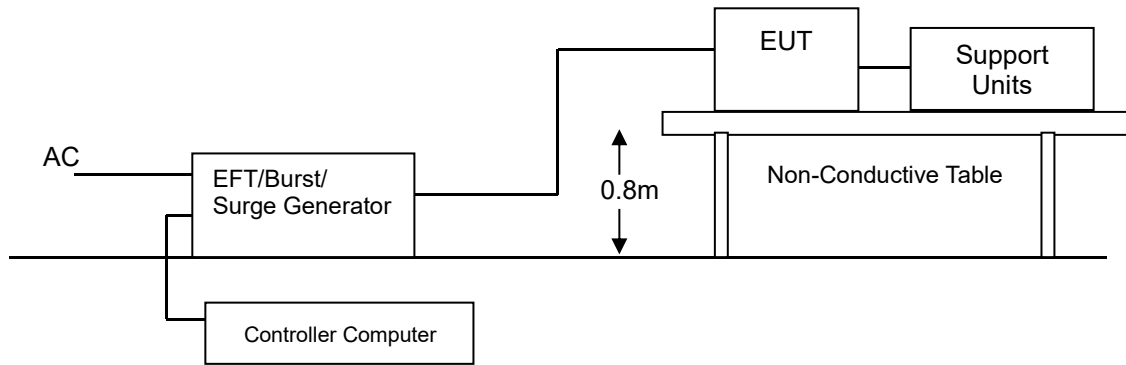 EUT
Support
Units
AC
EFT/Burst/
Surge Generator
0.8m
Non-Conductive Table
Controller Computer